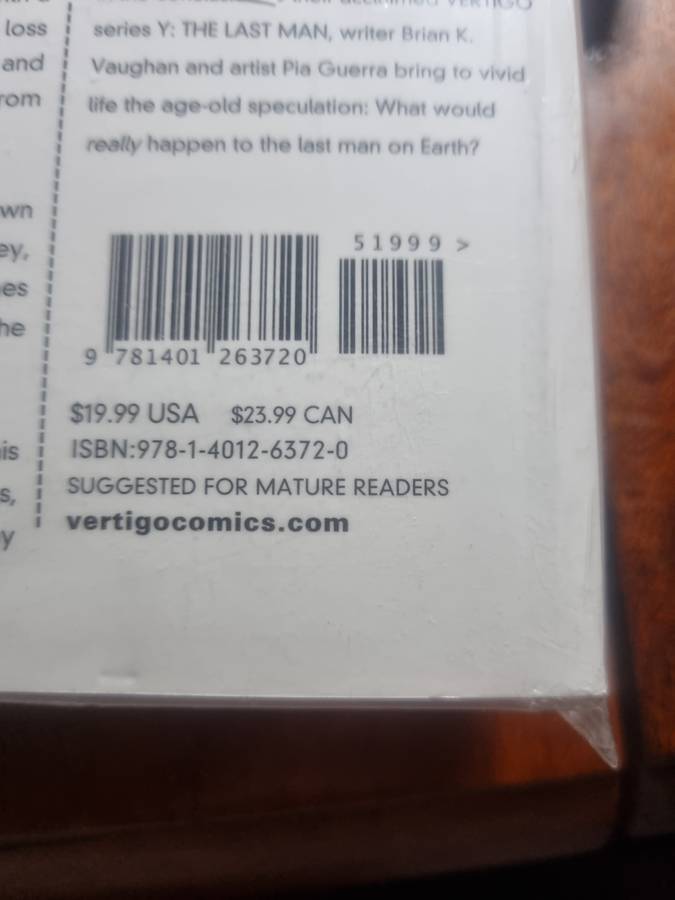 loss
and
rom
wn
ey,
es
he
is
s,
y
their acclaimed VERTIGO
series Y: THE LAST MAN, writer Brian K.
Vaughan and artist Pia Guerra bring to vivid
life the age-old speculation: What would
really happen to the last man on Earth?
51999 >
9 781401 263720
$19.99 USA $23.99 CAN
ISBN:978-1-4012-6372-0
SUGGESTED FOR MATURE READERS
vertigocomics.com